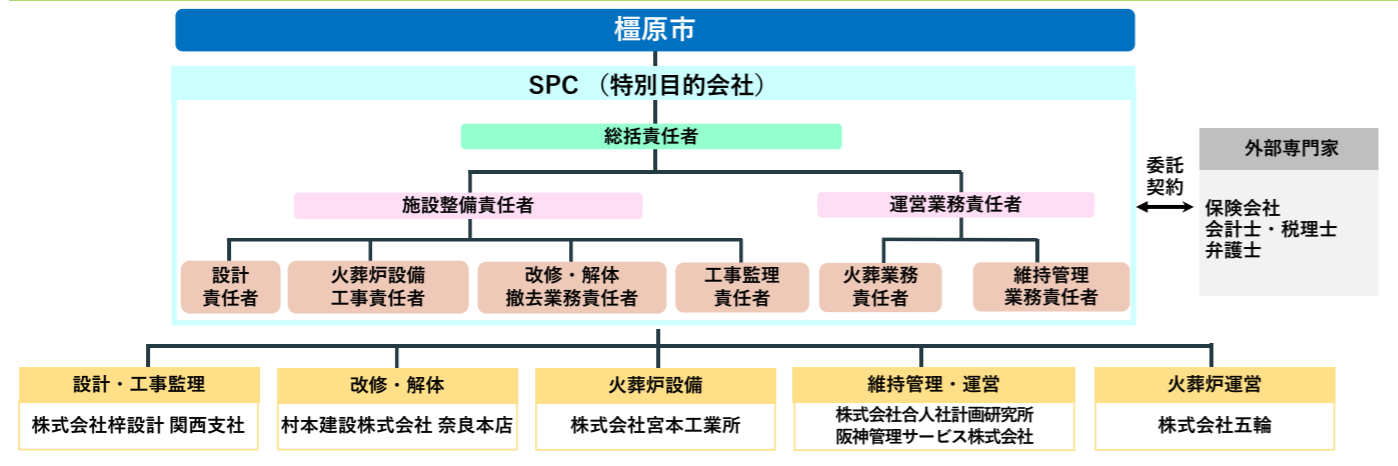 橿原市
SPC （特別目的会社）
総括責任者
施設整備責任者
運営業務責任者
設計
責任者
火葬炉設備
工事責任者
改修・解体
撤去業務責任者
工事監理
責任者
火葬業務
責任者
維持管理
業務責任者
委託
契約
外部専門家
保険会社
会計士・税理士
弁護士
設計・工事監理
株式会社梓設計 関西支社
改修・解体
村本建設株式会社 奈良本店
火葬炉設備
株式会社宮本工業所
維持管理・運営
株式会社合人社計画研究所
阪神管理サービス株式会社
火葬炉運営
株式会社五輪